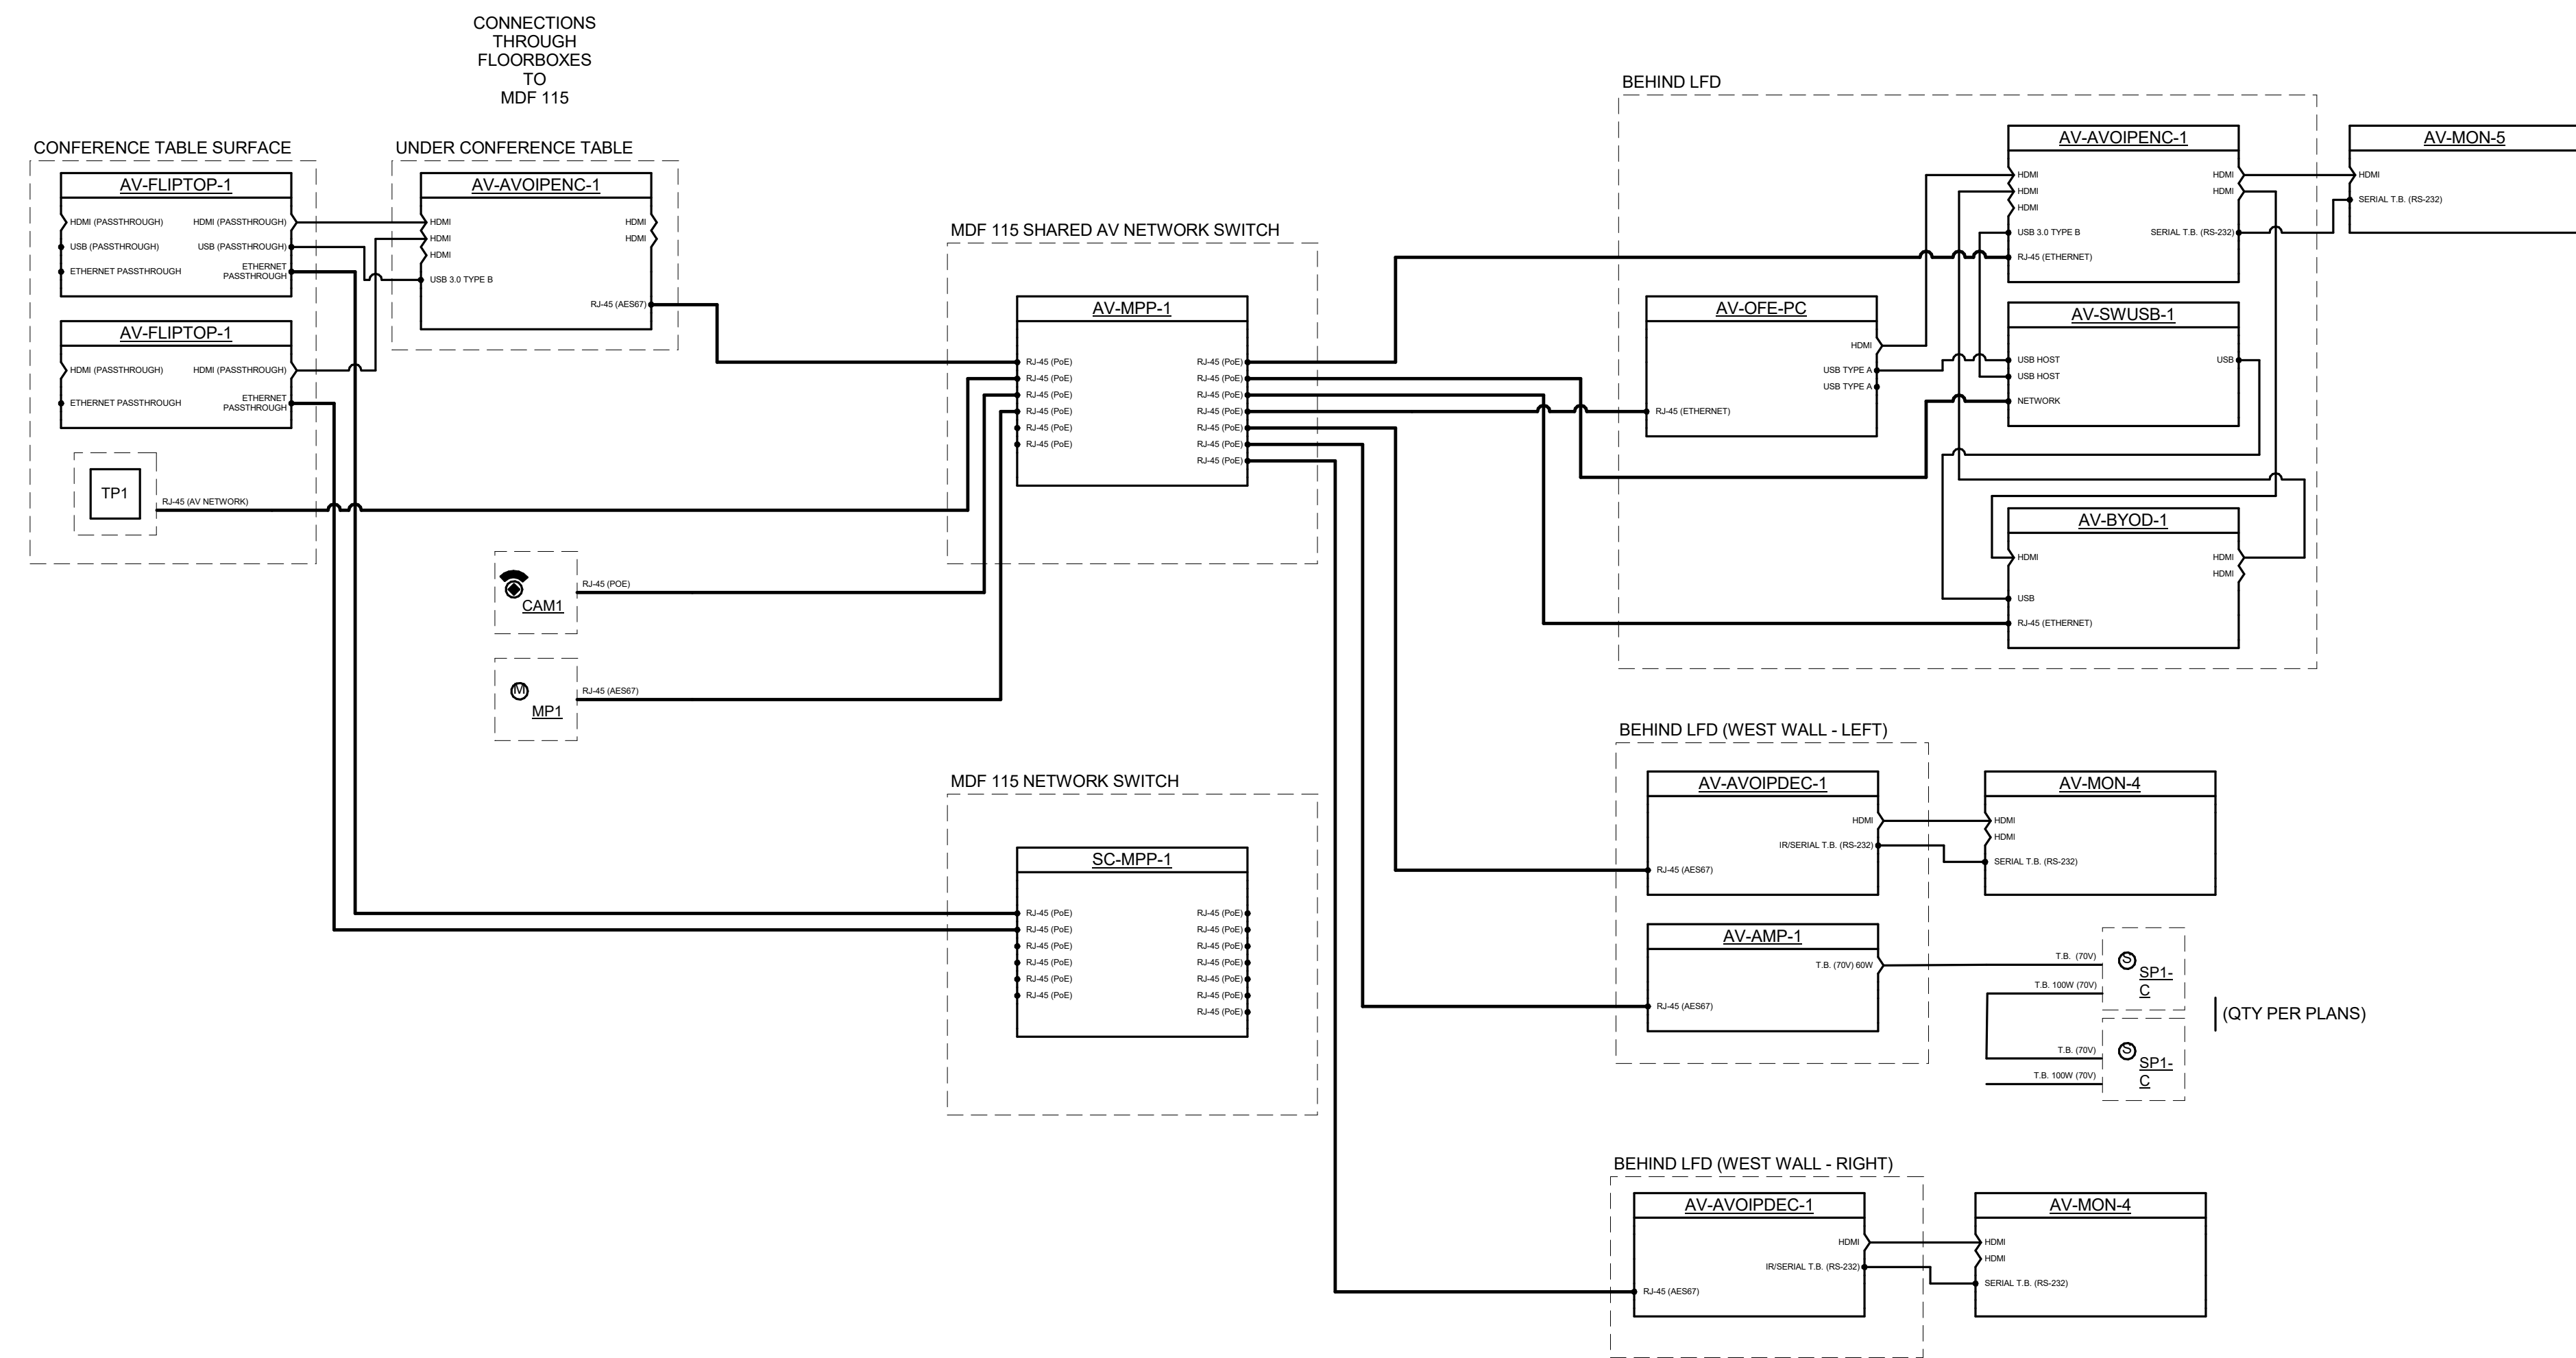 CONNECTIONS
THROUGH
FLOORBOXES
TO
MDF 115
CONFERENCE TABLE SURFACE
AV-FLIPTOP-1
HDMI (PASSTHROUGH)
HDMI (PASSTHROUGH)
USB (PASSTHROUGH)
USB (PASSTHROUGH)
ETHERNET PASSTHROUGH
ETHERNET
PASSTHROUGH
AV-FLIPTOP-1
HDMI (PASSTHROUGH)
HDMI (PASSTHROUGH)
ETHERNET PASSTHROUGH
ETHERNET
PASSTHROUGH
TP1
RJ-45 (AV NETWORK)
UNDER CONFERENCE TABLE
AV-AVOIPENC-1
HDMI
HDMI
HDMI
HDMI
HDMI
USB 3.0 TYPE B
RJ-45 (AES67)
CAM1
RJ-45 (POE)
M
MP1
RJ-45 (AES67)
MDF 115 SHARED AV NETWORK SWITCH
AV-MPP-1
RJ-45 (PoE)
RJ-45 (PoE)
RJ-45 (PoE)
RJ-45 (PoE)
RJ-45 (PoE)
RJ-45 (PoE)
RJ-45 (PoE)
RJ-45 (PoE)
RJ-45 (PoE)
RJ-45 (PoE)
RJ-45 (PoE)
RJ-45 (PoE)
RJ-45 (PoE)
MDF 115 NETWORK SWITCH
SC-MPP-1
RJ-45 (PoE)
RJ-45 (PoE)
RJ-45 (PoE)
RJ-45 (PoE)
RJ-45 (PoE)
RJ-45 (PoE)
RJ-45 (PoE)
RJ-45 (PoE)
RJ-45 (PoE)
RJ-45 (PoE)
RJ-45 (PoE)
RJ-45 (PoE)
RJ-45 (PoE)
BEHIND LFD
AV-OFE-PC
HDMI
USB TYPE A
USB TYPE A
RJ-45 (ETHERNET)
AV-AVOIPENC-1
HDMI
HDMI
HDMI
HDMI
HDMI
USB 3.0 TYPE B
SERIAL T.B. (RS-232)
RJ-45 (ETHERNET)
AV-SWUSB-1
USB HOST
USB
USB HOST
NETWORK
AV-BYOD-1
HDMI
HDMI
HDMI
USB
RJ-45 (ETHERNET)
AV-MON-5
HDMI
SERIAL T.B. (RS-232)
BEHIND LFD (WEST WALL - LEFT)
AV-AVOIPDEC-1
HDMI
IR/SERIAL T.B. (RS-232)
RJ-45 (AES67)
AV-MON-4
HDMI
HDMI
SERIAL T.B. (RS-232)
AV-AMP-1
T.B. (70V) 60W
RJ-45 (AES67)
T.B. (70V)
T.B. 100W (70V)
S
SP1-
C
T.B. (70V)
T.B. 100W (70V)
S
SP1-
C
(QTY PER PLANS)
BEHIND LFD (WEST WALL - RIGHT)
AV-AVOIPDEC-1
HDMI
IR/SERIAL T.B. (RS-232)
RJ-45 (AES67)
AV-MON-4
HDMI
HDMI
SERIAL T.B. (RS-232)